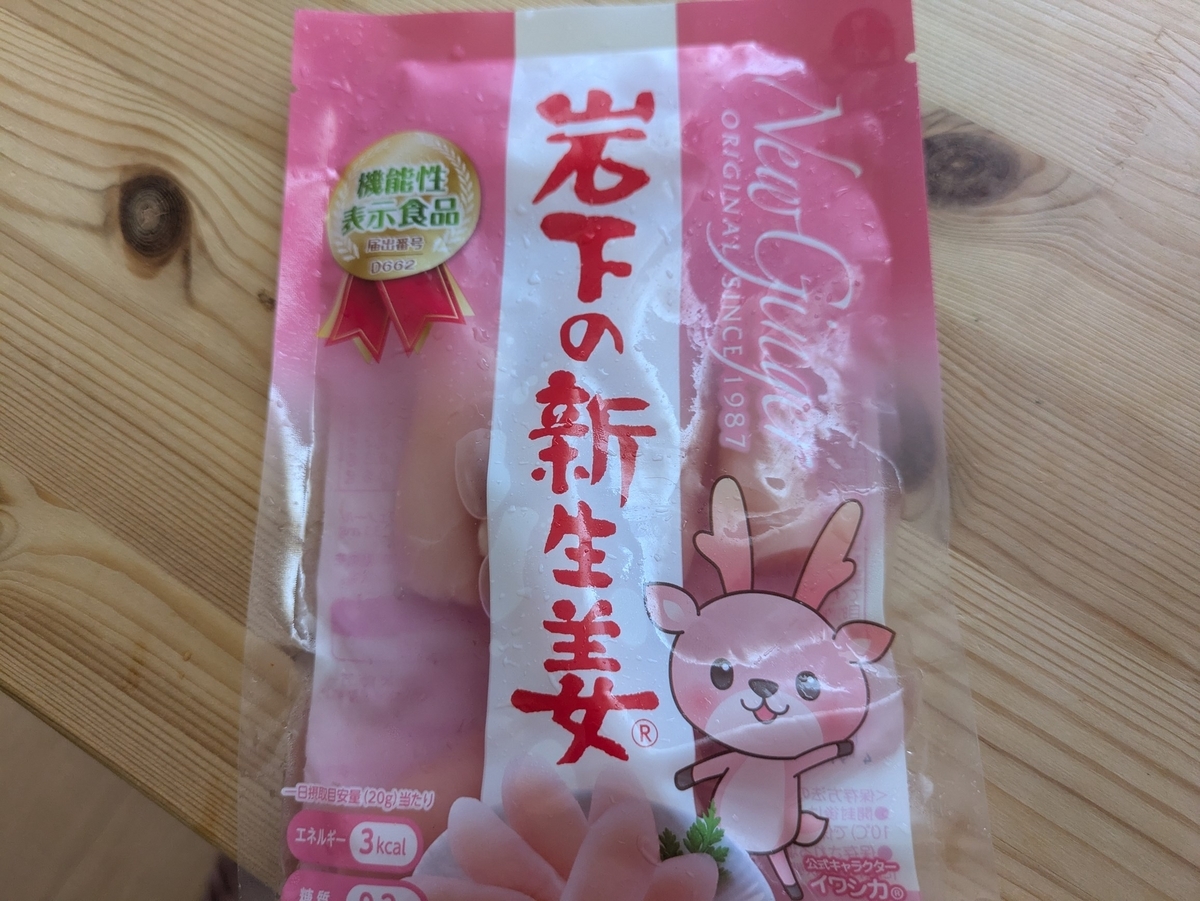 機能性
表示食品
届出番号
D662
岩下の新生姜®
New Ginger
ORIGINAL SINCE 1987
一日摂取目安量(20g)当たり
エネルギー 3kcal
糖質
公式キャラクター
イワシカ®